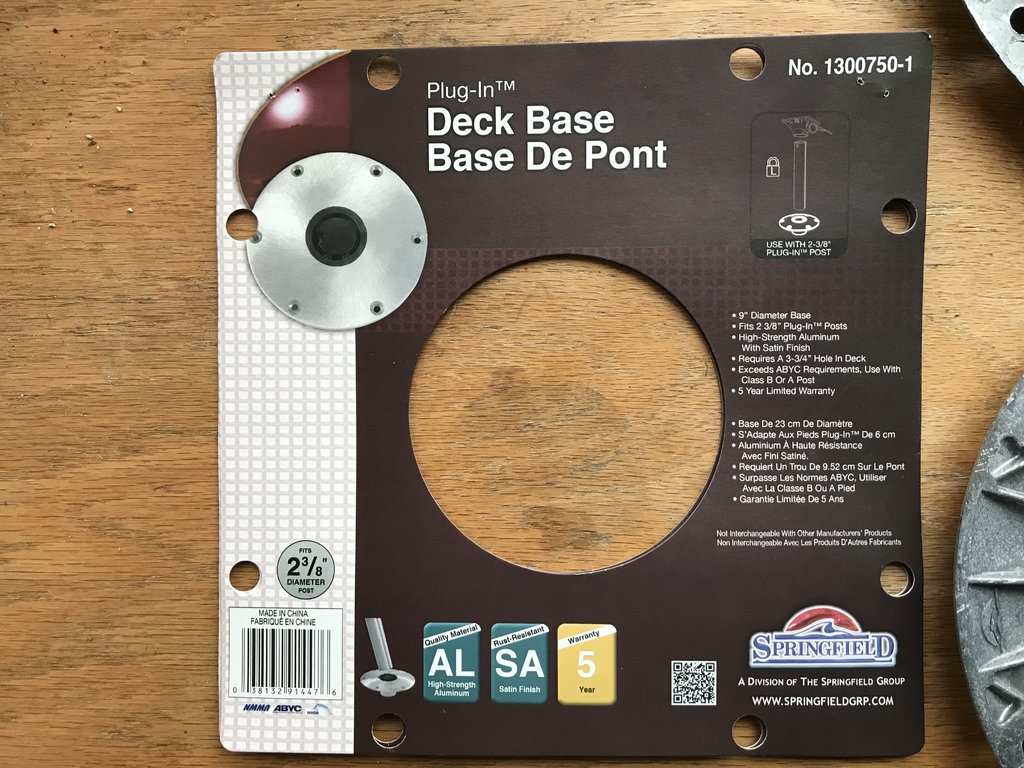 No. 1300750-1
Plug-In™
Deck Base
Base De Pont
L
USE WITH 2-3/8"
PLUG-IN™ POST
• 9" Diameter Base
• Fits 2 3/8" Plug-In™ Posts
• High-Strength Aluminum
With Satin Finish
• Requires A 3-3/4" Hole In Deck
• Exceeds ABYC Requirements, Use With
Class B Or A Post
• 5 Year Limited Warranty
• Base De 23 cm De Diamètre
• S'Adapte Aux Pieds Plug-In™ De 6 cm
• Aluminium À Haute Résistance
Avec Fini Satiné.
• Requiert Un Trou De 9.52 cm Sur Le Pont
• Surpasse Les Normes ABYC, Utiliser
Avec La Classe B Ou A Pied
• Garantie Limitée De 5 Ans
Not Interchangeable With Other Manufacturers' Products
Non Interchangeable Avec Les Produits D'Autres Fabricants
FITS
2 3/8"
DIAMETER
POST
MADE IN CHINA
FABRIQUÉ EN CHINE
0 38132 91447 6
NMMA ABYC
Quality Material
AL
High-Strength
Aluminum
Rust-Resistant
SA
Satin Finish
Warranty
5
Year
SPRINGFIELD
A DIVISION OF THE SPRINGFIELD GROUP
WWW.SPRINGFIELDGRP.COM